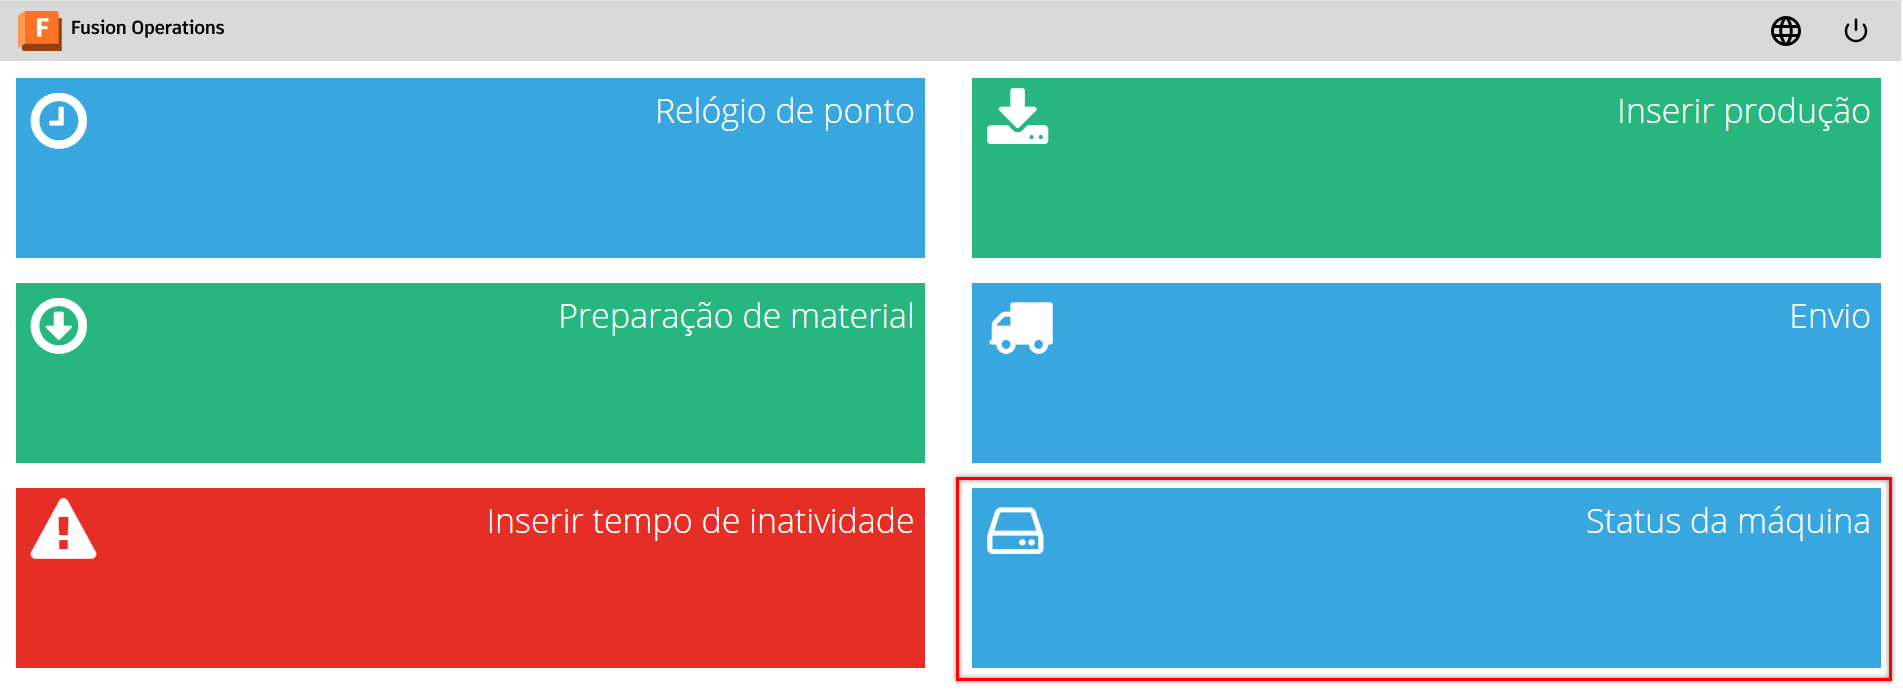 F Fusion Operations
Relógio de ponto
Inserir produção
Preparação de material
Envio
Inserir tempo de inatividade
Status da máquina